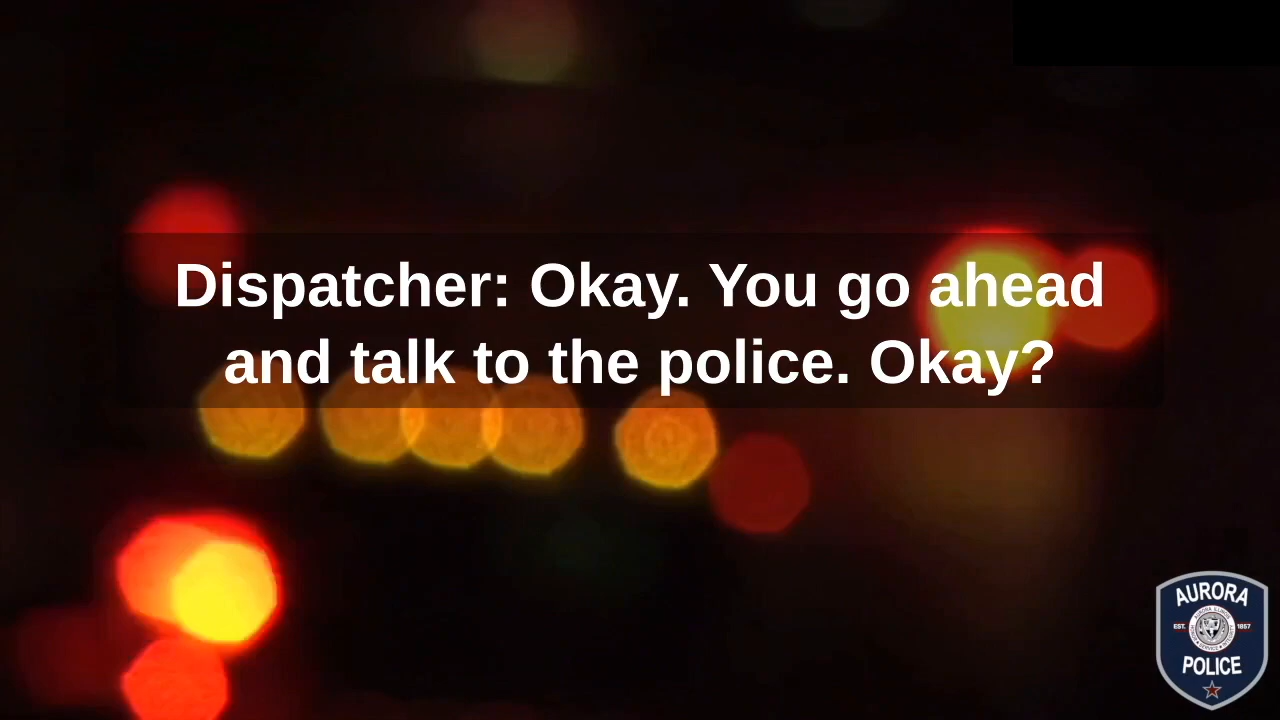 Dispatcher: Okay. You go ahead
and talk to the police. Okay?
AURORA
EST. 1857
POLICE